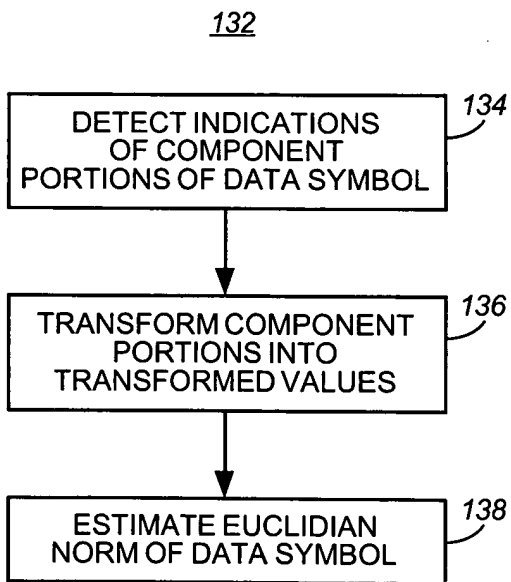 132
DETECT INDICATIONS
OF COMPONENT
PORTIONS OF DATA SYMBOL
134
TRANSFORM COMPONENT
PORTIONS INTO
TRANSFORMED VALUES
136
ESTIMATE EUCLIDIAN
NORM OF DATA SYMBOL
138